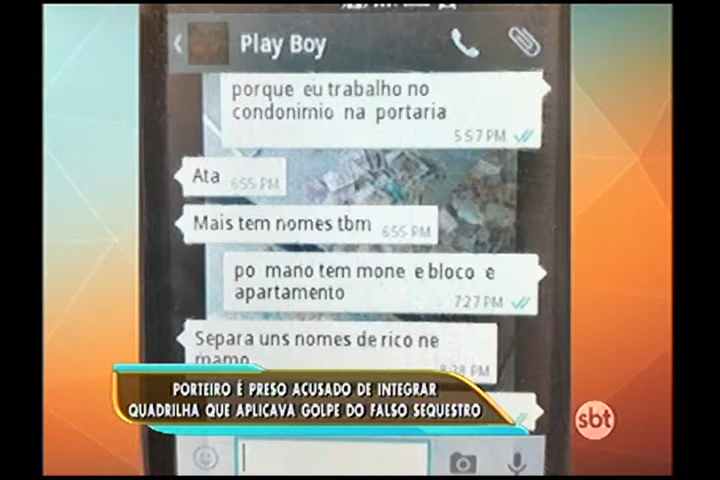 Play Boy
porque eu trabalho no
condonimio na portaria
5:57 PM
Ata
6:55 PM
Mais tem nomes tbm
6:55 PM
po mano tem mone e bloco e
apartamento
7:27 PM
Separa uns nomes de rico ne
mamo
PORTEIRO É PRESO ACUSADO DE INTEGRAR
QUADRILHA QUE APLICAVA GOLPE DO FALSO SEQUESTRO
sbt